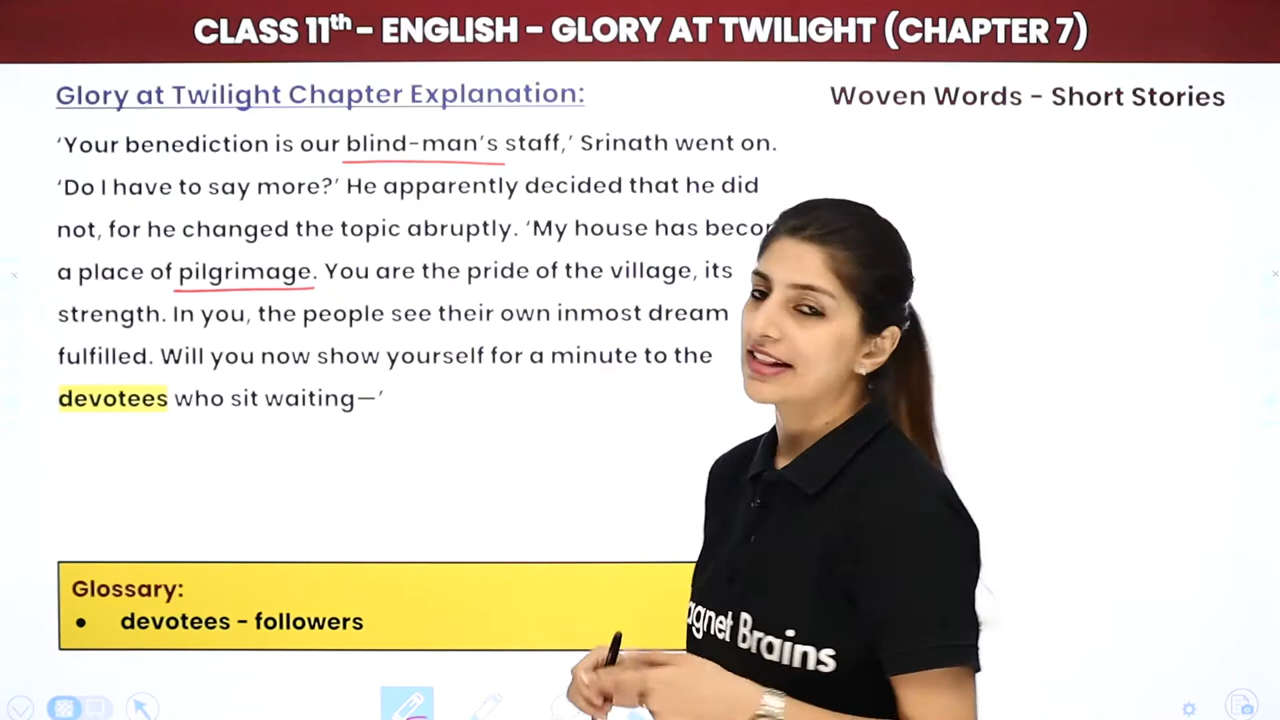 CLASS 11th - ENGLISH - GLORY AT TWILIGHT (CHAPTER 7)
Glory at Twilight Chapter Explanation:
Woven Words - Short Stories
‘Your benediction is our blind-man’s staff,’ Srinath went on.
‘Do I have to say more?’ He apparently decided that he did
not, for he changed the topic abruptly. ‘My house has
a place of pilgrimage. You are the pride of the village, its
strength. In you, the people see their own inmost dream
fulfilled. Will you now show yourself for a minute to the
devotees who sit waiting—’
Glossary:
• devotees - followers
Brains